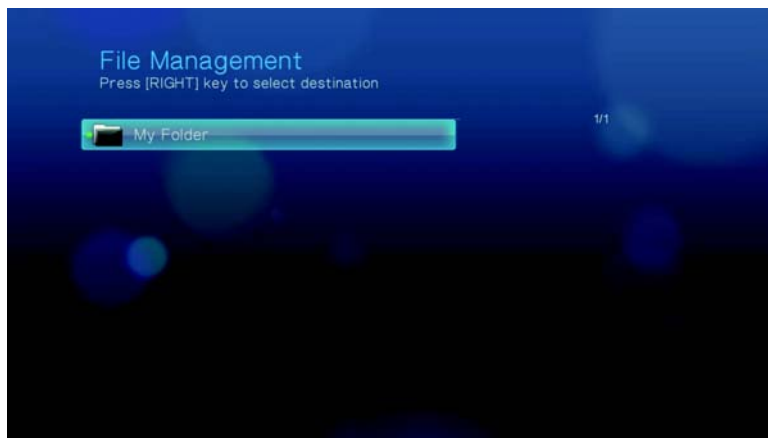 File Management
Press [RIGHT] key to select destination
1/1
My Folder